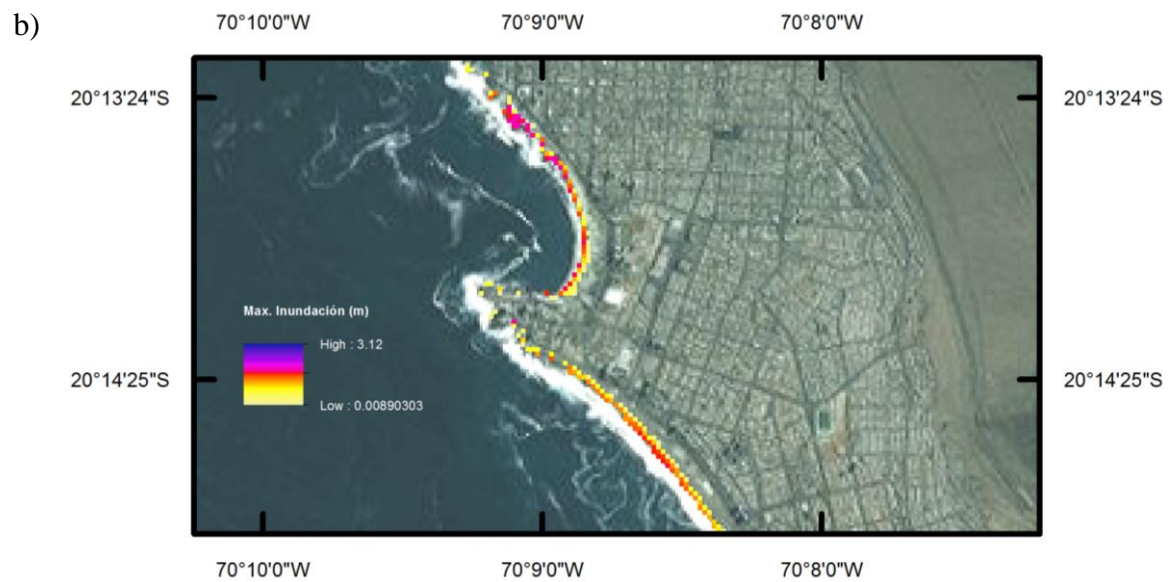 b)
70°10'0"W 70°9'0"W 70°8'0"W
20°13'24"S 20°13'24"S
Max. Inundación (m)
High : 3.12
20°14'25"S 20°14'25"S
Low : 0.00890303
70°10'0"W 70°9'0"W 70°8'0"W